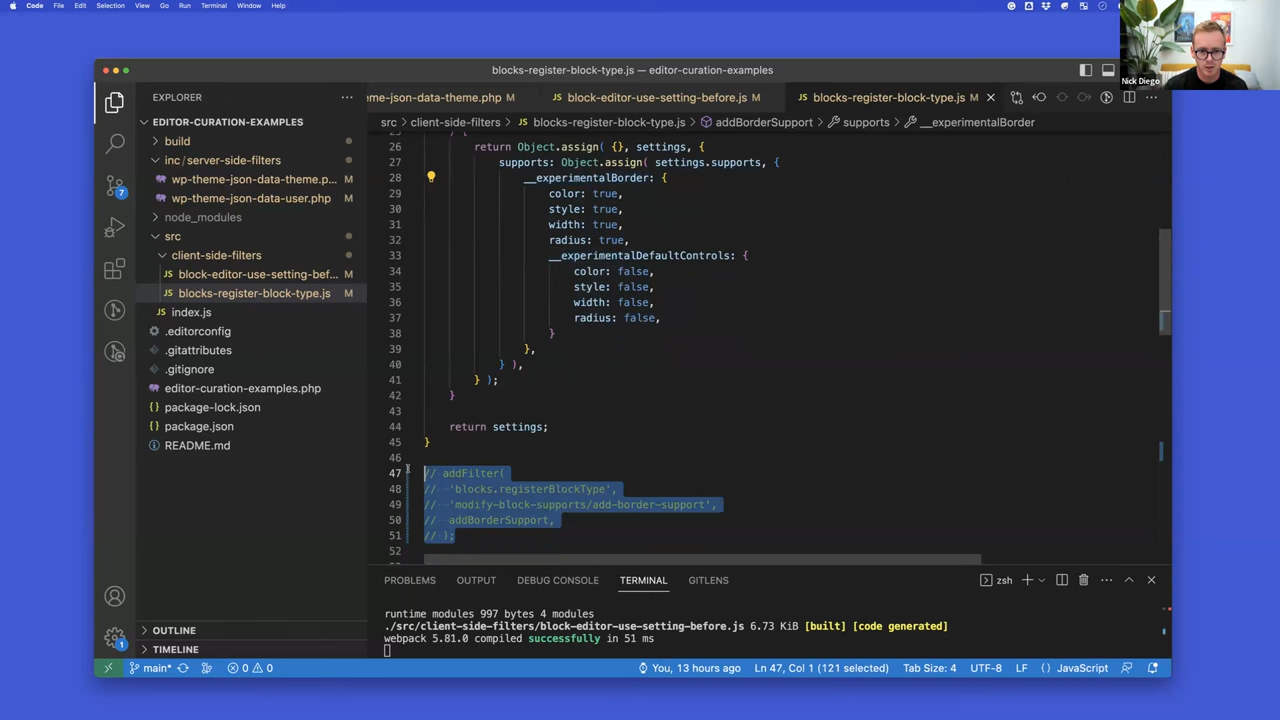 Code File Edit Selection View Go Run Terminal Window Help
Nick Diego
blocks-register-block-type.js — editor-curation-examples
EXPLORER
EDITOR-CURATION-EXAMPLES
build
inc/server-side-filters
wp-theme-json-data-theme.p... M
wp-theme-json-data-user.php M
node_modules
src
client-side-filters
block-editor-use-setting-bef... M
blocks-register-block-type.js M
index.js
.editorconfig
.gitattributes
.gitignore
editor-curation-examples.php
package-lock.json
package.json
README.md
OUTLINE
TIMELINE
7
1
eme-json-data-theme.php M block-editor-use-setting-before.js M blocks-register-block-type.js M
src > client-side-filters > blocks-register-block-type.js > addBorderSupport > supports > __experimentalBorder
26 return Object.assign( {}, settings, {
27 supports: Object.assign( settings.supports, {
28 __experimentalBorder: {
29 color: true,
30 style: true,
31 width: true,
32 radius: true,
33 __experimentalDefaultControls: {
34 color: false,
35 style: false,
36 width: false,
37 radius: false,
38 }
39 },
40 } ),
41 } );
42 }
43
44 return settings;
45 }
46
47 // addFilter(
48 // 'blocks.registerBlockType',
49 // 'modify-block-supports/add-border-support',
50 // addBorderSupport,
51 // );
52
PROBLEMS OUTPUT DEBUG CONSOLE TERMINAL GITLENS zsh
runtime modules 997 bytes 4 modules
./src/client-side-filters/block-editor-use-setting-before.js 6.73 KiB [built] [code generated]
webpack 5.81.0 compiled successfully in 51 ms
main* 0 0 You, 13 hours ago Ln 47, Col 1 (121 selected) Tab Size: 4 UTF-8 LF {} JavaScript